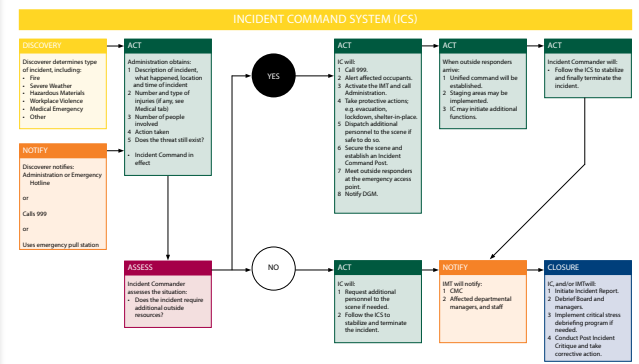 INCIDENT COMMAND SYSTEM (ICS)
DISCOVERY
Discoverer determines type
of incident, including:
• Fire
• Severe Weather
• Hazardous Materials
• Workplace Violence
• Medical Emergency
• Other
NOTIFY
Discoverer notifies:
Administration or Emergency
Hotline
or
Calls 999
or
Uses emergency pull station
ACT
Administration obtains:
1 Description of incident,
what happened, location
and time of incident
2 Number and type of
injuries (if any, see
Medical tab)
3 Number of people
involved
4 Action taken
5 Does the threat still exist?
• Incident Command in
effect
ASSESS
Incident Commander
assesses the situation:
• Does the incident require
additional outside
resources?
YES
NO
ACT
IC will:
1 Call 999.
2 Alert affected occupants.
3 Activate the IMT and call
Administration.
4 Take protective actions;
e.g. evacuation,
lockdown, shelter-in-place.
5 Dispatch additional
personnel to the scene if
safe to do so.
6 Secure the scene and
establish an Incident
Command Post.
7 Meet outside responders
at the emergency access
point.
8 Notify DGM.
ACT
When outside responders
arrive:
1 Unified command will be
established.
2 Staging areas may be
implemented.
3 IC may initiate additional
functions.
ACT
Incident Commander will:
• Follow the ICS to stabilize
and finally terminate the
incident.
ACT
IC will:
1 Request additional
personnel to the scene
if needed.
2 Follow the ICS to
stabilize and terminate
the incident.
NOTIFY
IMT will notify:
1 CMC
2 Affected departmental
managers, and staff
CLOSURE
IC, and/or IMTwill:
1 Initiate Incident Report.
2 Debrief Board and
managers.
3 Implement critical stress
debriefing program if
needed.
4 Conduct Post Incident
Critique and take
corrective action.